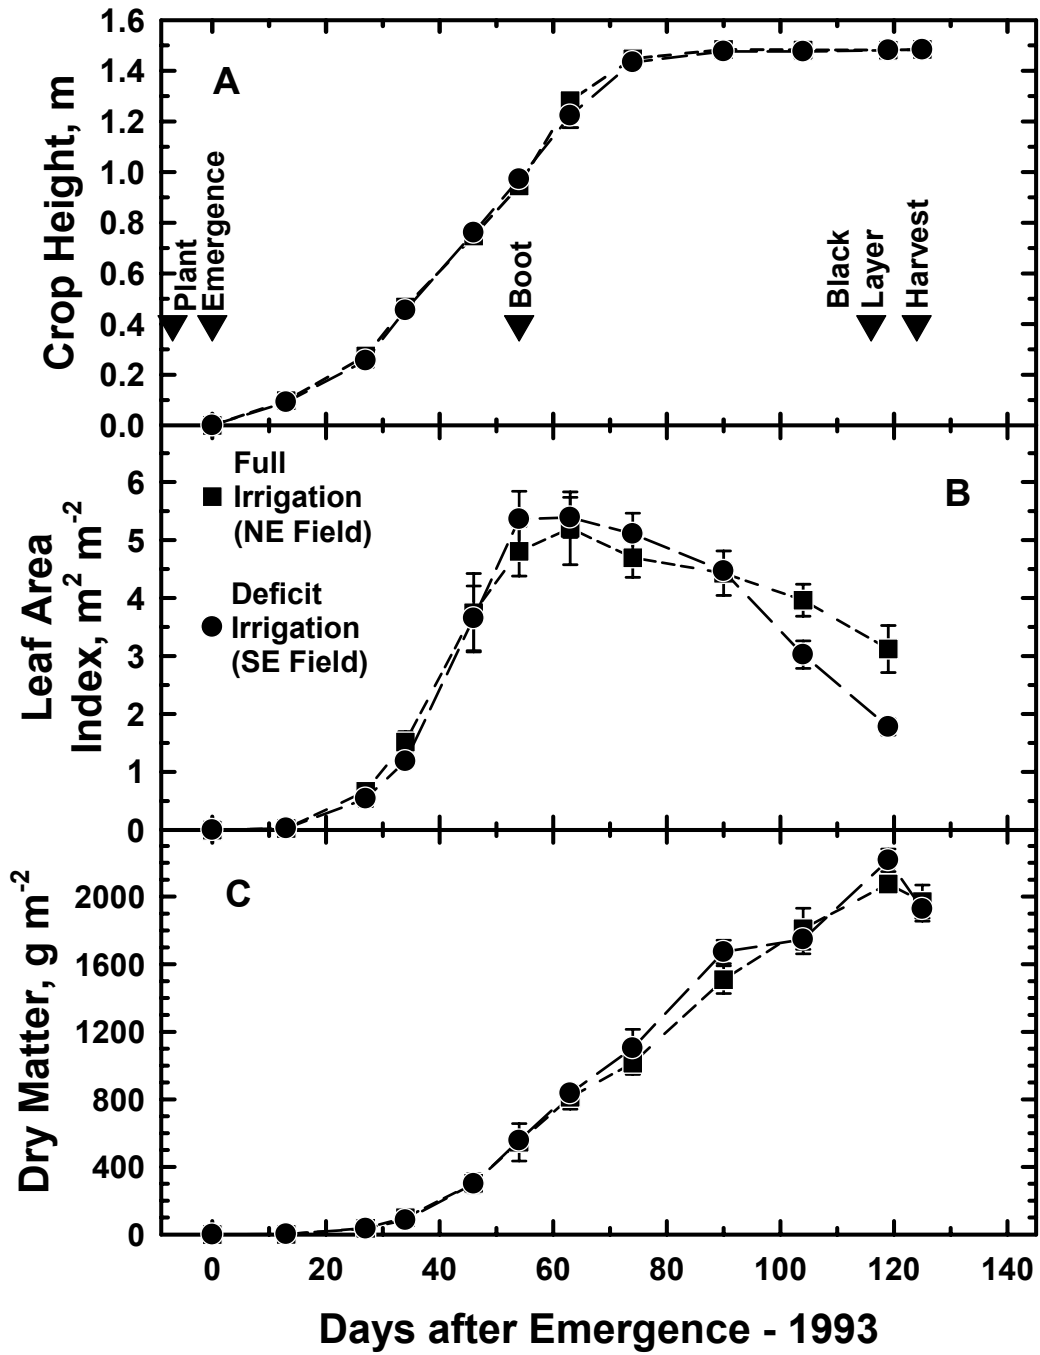 1.6
1.4
1.2
1.0
0.8
0.6
0.4
0.2
0.0
Crop Height, m
A
Plant
Emergence
Boot
Black
Layer
Harvest
6
5
4
3
2
1
0
Leaf Area
Index, m² m⁻²
B
Full
Irrigation
(NE Field)
Deficit
Irrigation
(SE Field)
2000
1600
1200
800
400
0
Dry Matter, g m⁻²
C
0 20 40 60 80 100 120 140
Days after Emergence - 1993